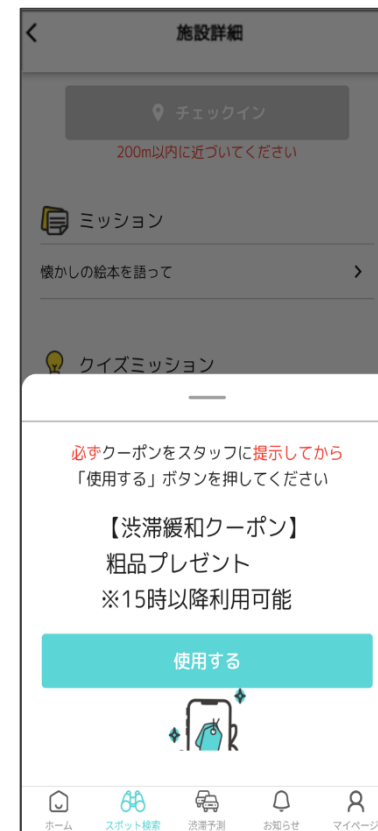 施設詳細
チェックイン
200m以内に近づいてください
ミッション
懐かしの絵本を語って
クイズミッション
必ずクーポンをスタッフに提示してから
「使用する」ボタンを押してください
【渋滞緩和クーポン】
粗品プレゼント
※15時以降利用可能
使用する
ホーム スポット検索 渋滞予測 お知らせ マイページ